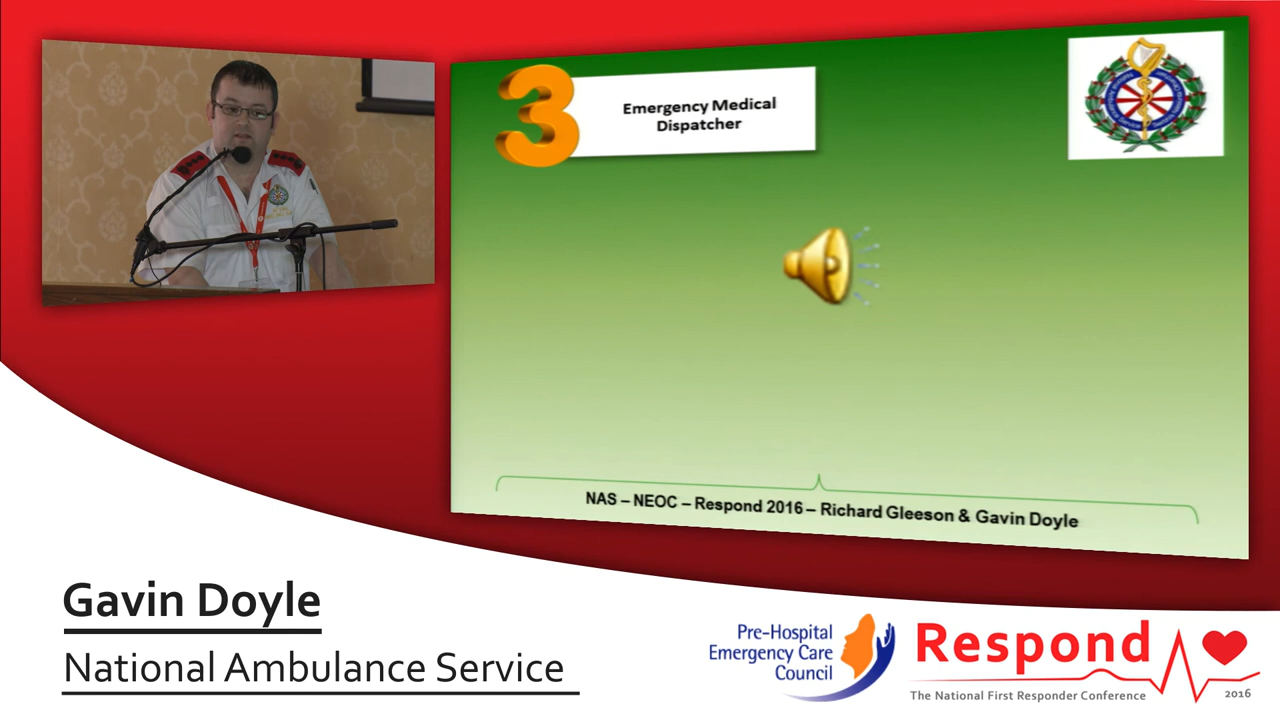 3
Emergency Medical
Dispatcher
NAS – NEOC – Respond 2016 – Richard Gleeson & Gavin Doyle
Gavin Doyle
National Ambulance Service
Pre-Hospital
Emergency Care
Council
Respond
The National First Responder Conference
2016